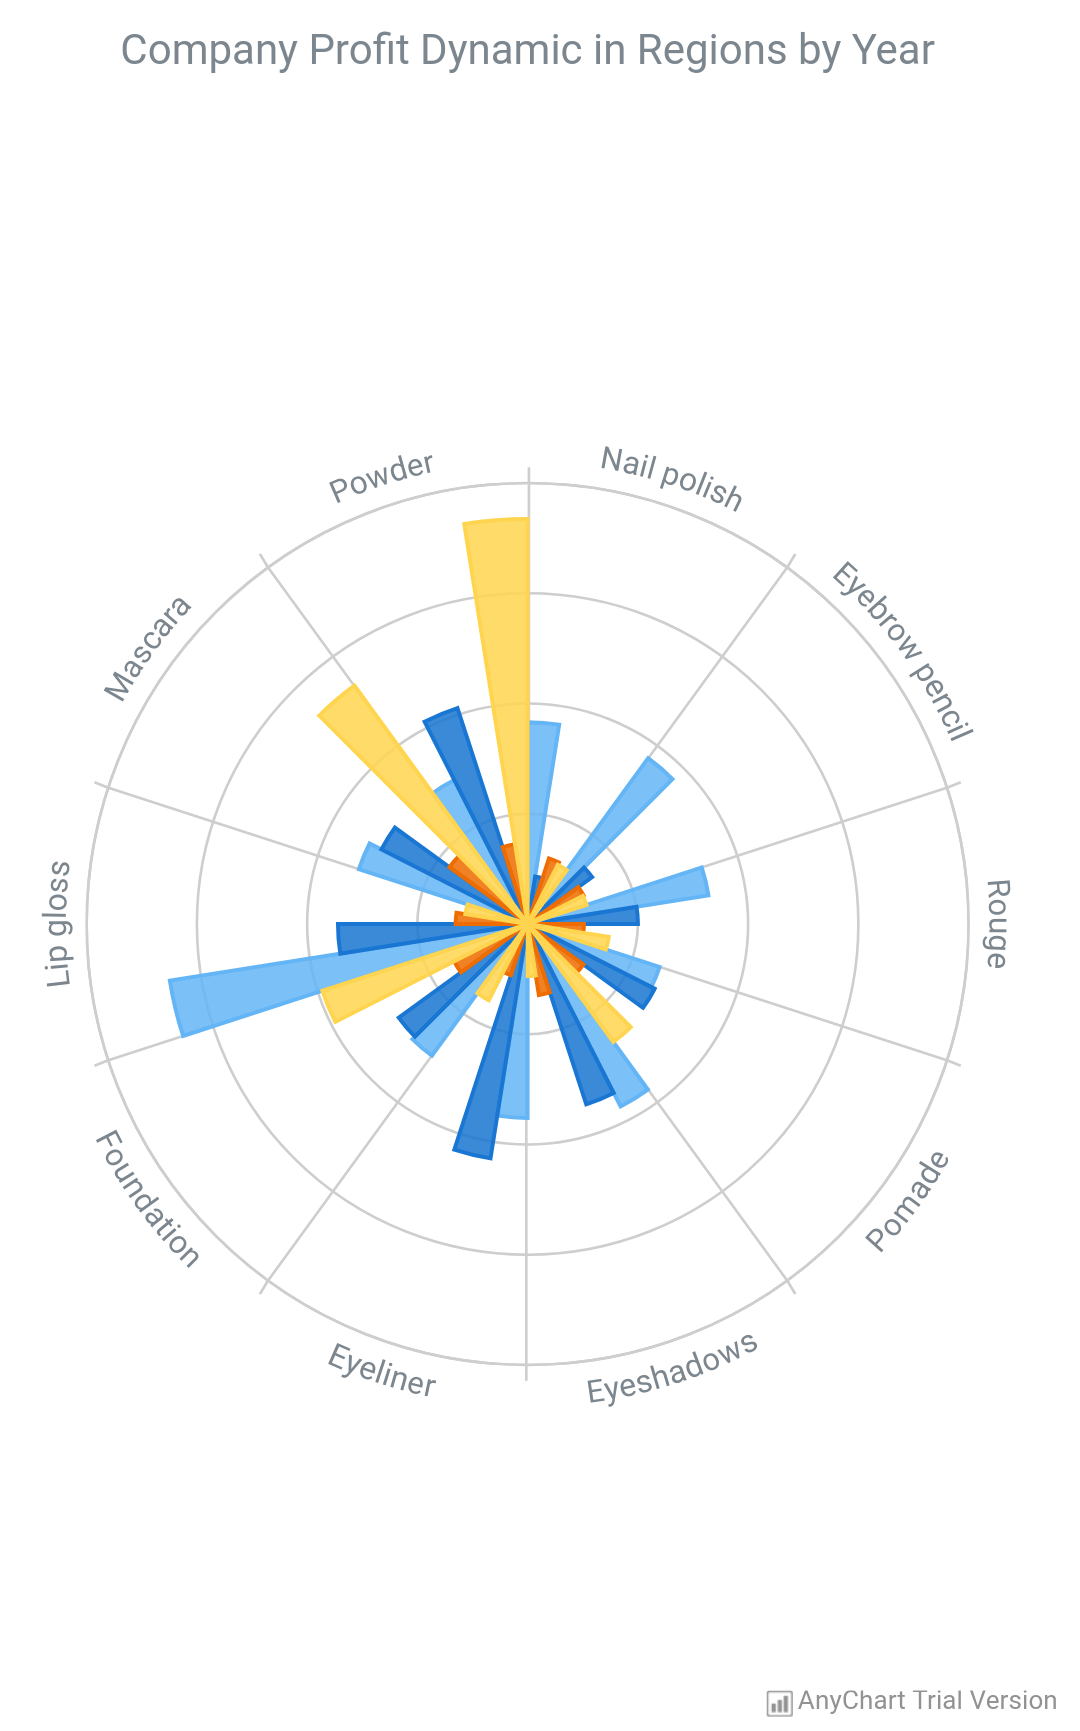 Company Profit Dynamic in Regions by Year
Nail polish
Eyebrow pencil
Rouge
Pomade
Eyeshadows
Eyeliner
Foundation
Lip gloss
Mascara
Powder
AnyChart Trial Version